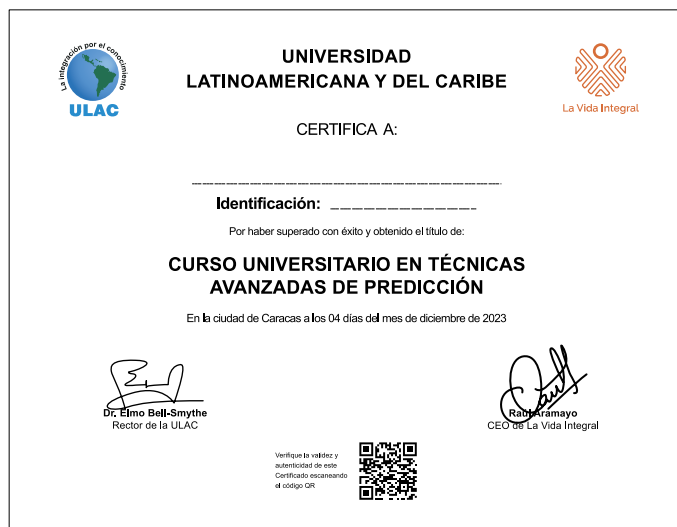 La integración por el conocimiento
ULAC
UNIVERSIDAD
LATINOAMERICANA Y DEL CARIBE
La Vida Integral
CERTIFICA A:
Identificación:
Por haber superado con éxito y obtenido el título de:
CURSO UNIVERSITARIO EN TÉCNICAS
AVANZADAS DE PREDICCIÓN
En la ciudad de Caracas a los 04 días del mes de diciembre de 2023
Dr. Elmo Bell-Smythe
Rector de la ULAC
Raúl Aramayo
CEO de La Vida Integral
Verifique la validez y
autenticidad de este
Certificado escaneando
el código QR